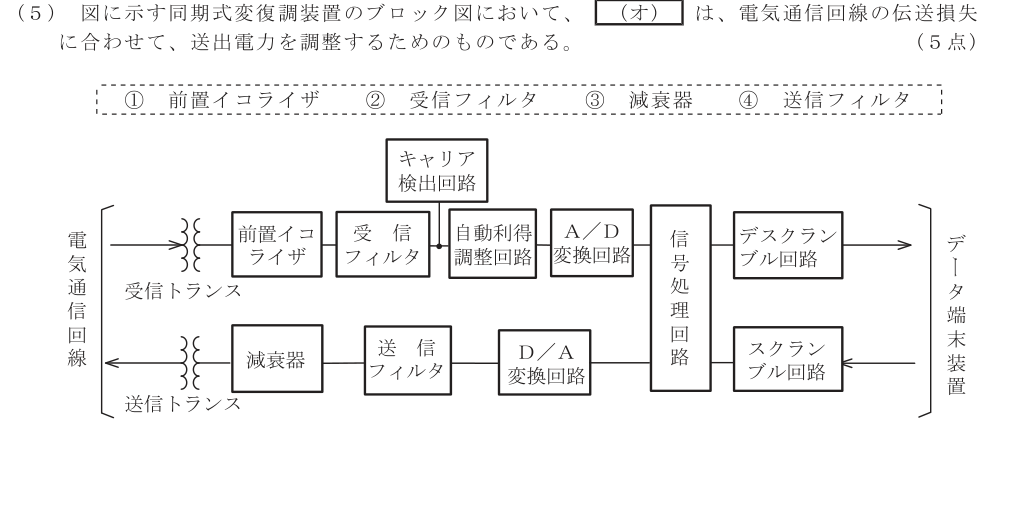 （５） 図に示す同期式変復調装置のブロック図において、 （オ） は、電気通信回線の伝送損失
に合わせて、送出電力を調整するためのものである。 （５点）
① 前置イコライザ ② 受信フィルタ ③ 減衰器 ④ 送信フィルタ
キャリア
検出回路
電気通信回線
受信トランス
前置イコ
ライザ
受 信
フィルタ
自動利得
調整回路
Ａ／Ｄ
変換回路
信号処理回路
デスクラン
ブル回路
データ端末装置
送信トランス
減衰器
送 信
フィルタ
Ｄ／Ａ
変換回路
スクラン
ブル回路